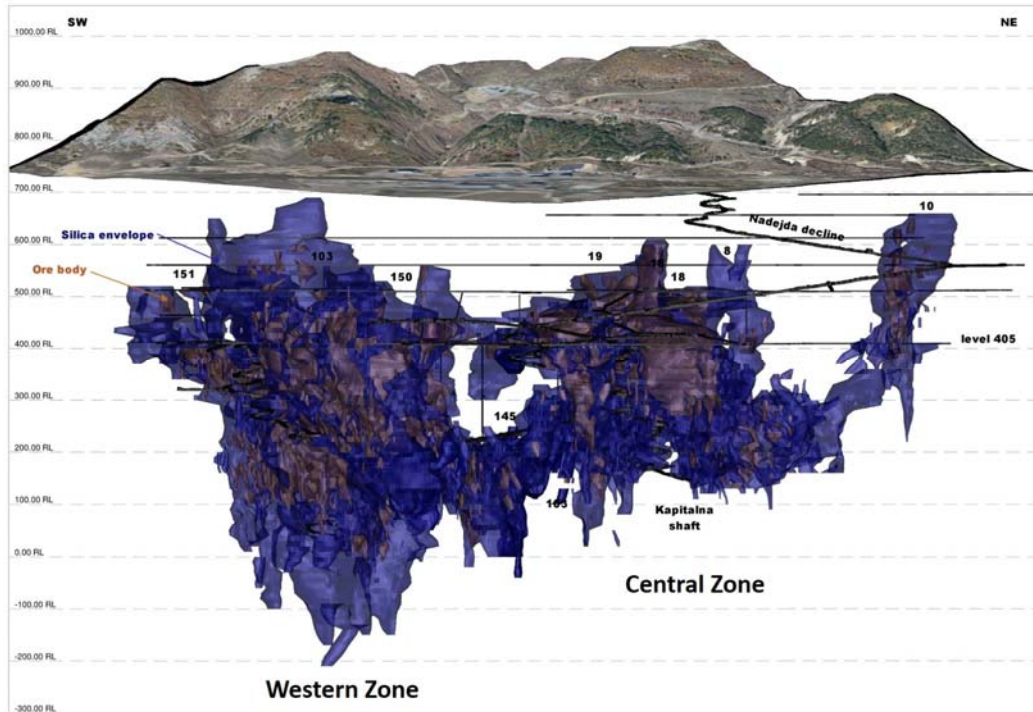 SW
NE
1000.00 RL
900.00 RL
800.00 RL
700.00 RL
10
Nadejda decline
600.00 RL
Silica envelope
103
19
8
Ore body
151
150
18
500.00 RL
level 405
400.00 RL
300.00 RL
145
200.00 RL
100.00 RL
Kapitalna
shaft
0.00 RL
Central Zone
-100.00 RL
-200.00 RL
Western Zone
-300.00 RL